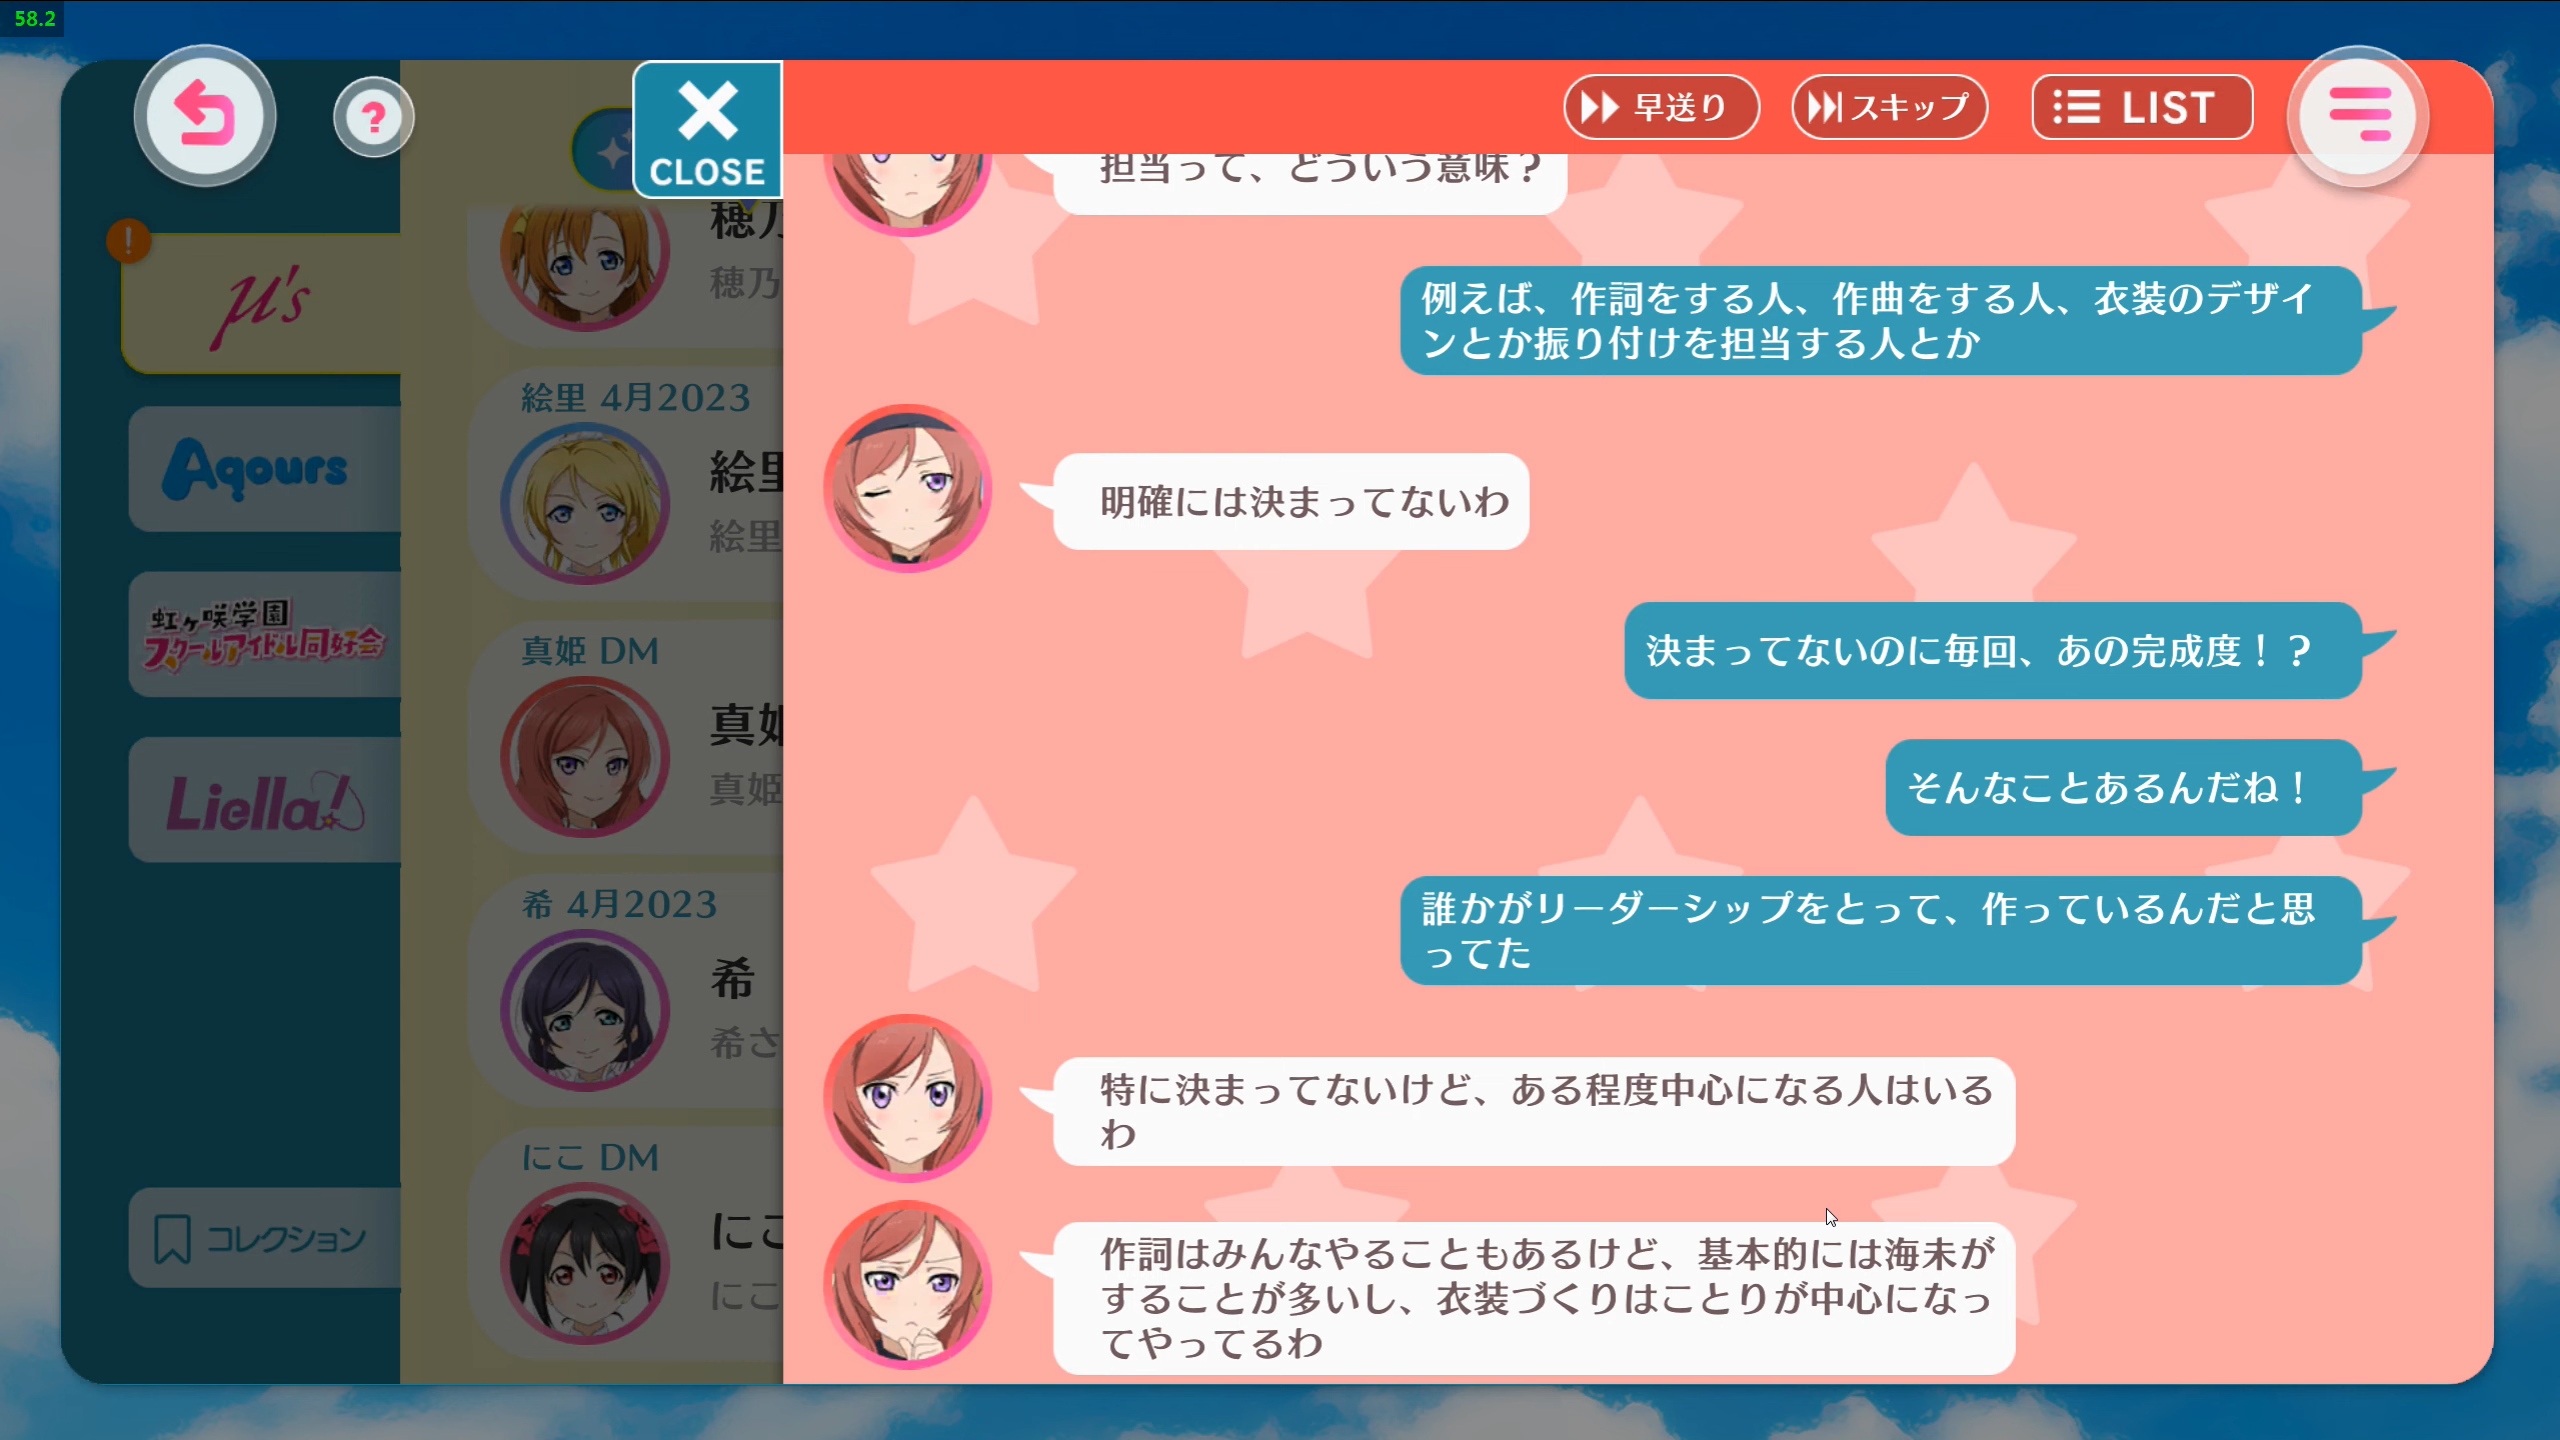 58.2
?
CLOSE
早送り
スキップ
LIST
!
μ's
Aqours
虹ヶ咲学園
スクールアイドル同好会
Liella!
コレクション
穂乃
穂乃
絵里 4月2023
絵里
絵里
真姫 DM
真姫
真姫
希 4月2023
希
希さ
にこ DM
にこ
にこ
担当って、どういう意味？
例えば、作詞をする人、作曲をする人、衣装のデザイ
ンとか振り付けを担当する人とか
明確には決まってないわ
決まってないのに毎回、あの完成度！？
そんなことあるんだね！
誰かがリーダーシップをとって、作っているんだと思
ってた
特に決まってないけど、ある程度中心になる人はいる
わ
作詞はみんなやることもあるけど、基本的には海未が
することが多いし、衣装づくりはことりが中心になっ
てやってるわ